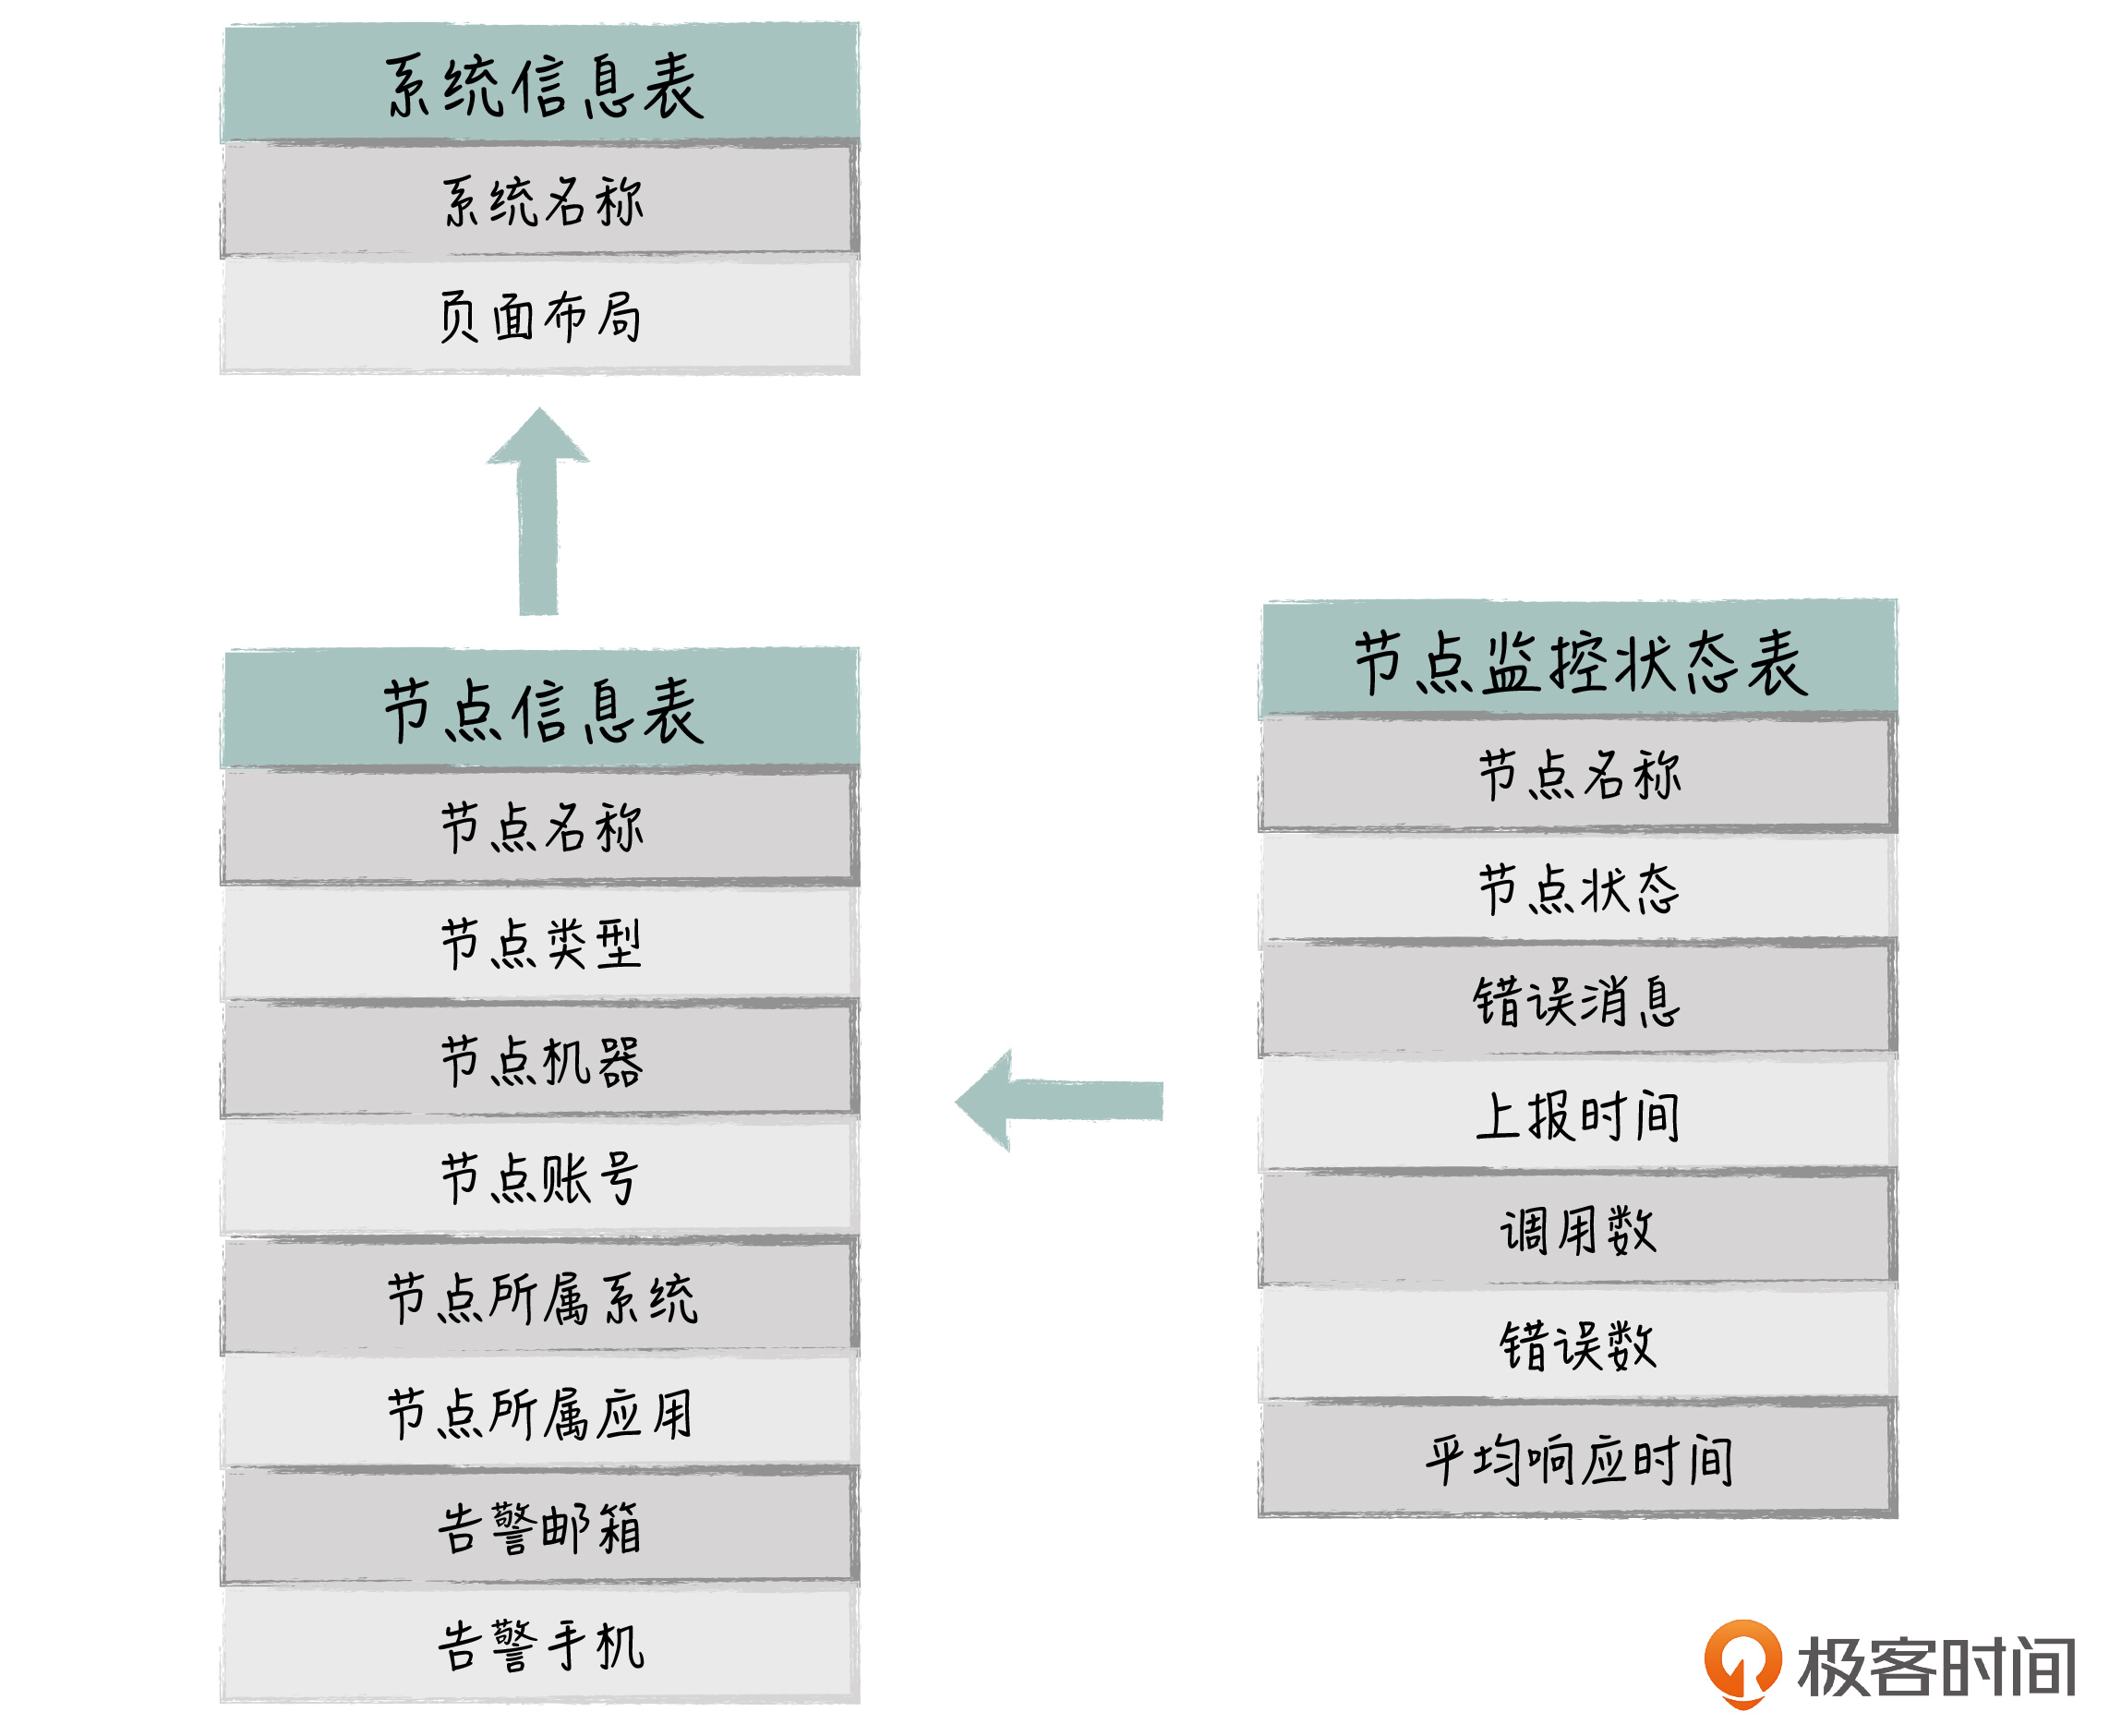 系统信息表
系统名称
页面布局
节点信息表
节点名称
节点类型
节点机器
节点账号
节点所属系统
节点所属应用
告警邮箱
告警手机
节点监控状态表
节点名称
节点状态
错误消息
上报时间
调用数
错误数
平均响应时间
极客时间